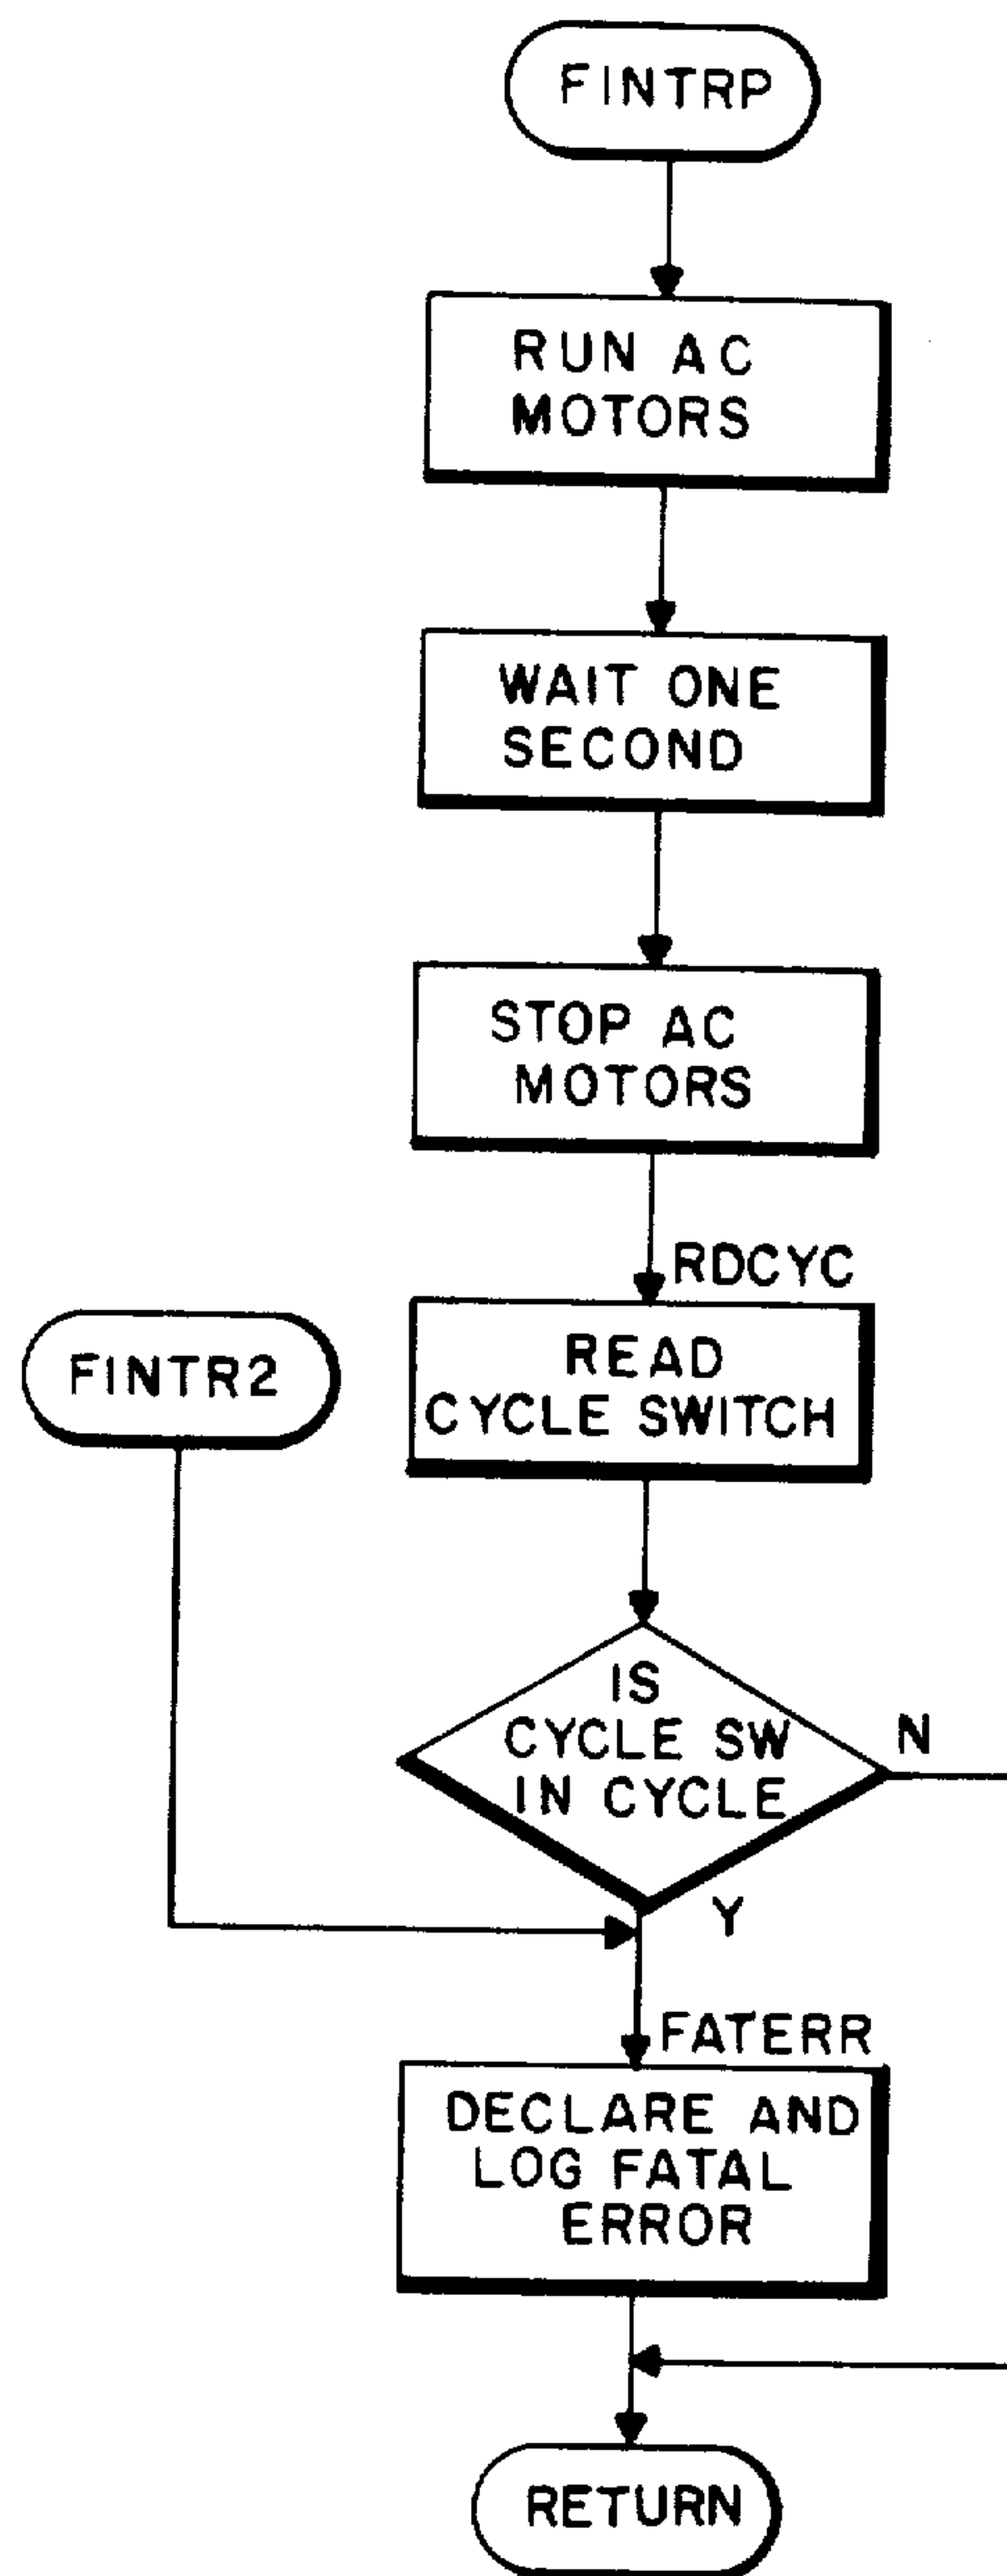 FINTRP
RUN AC
MOTORS
WAIT ONE
SECOND
STOP AC
MOTORS
RDCYC
READ
CYCLE SWITCH
FINTR2
IS
CYCLE SW
IN CYCLE
N
Y
FATERR
DECLARE AND
LOG FATAL
ERROR
RETURN